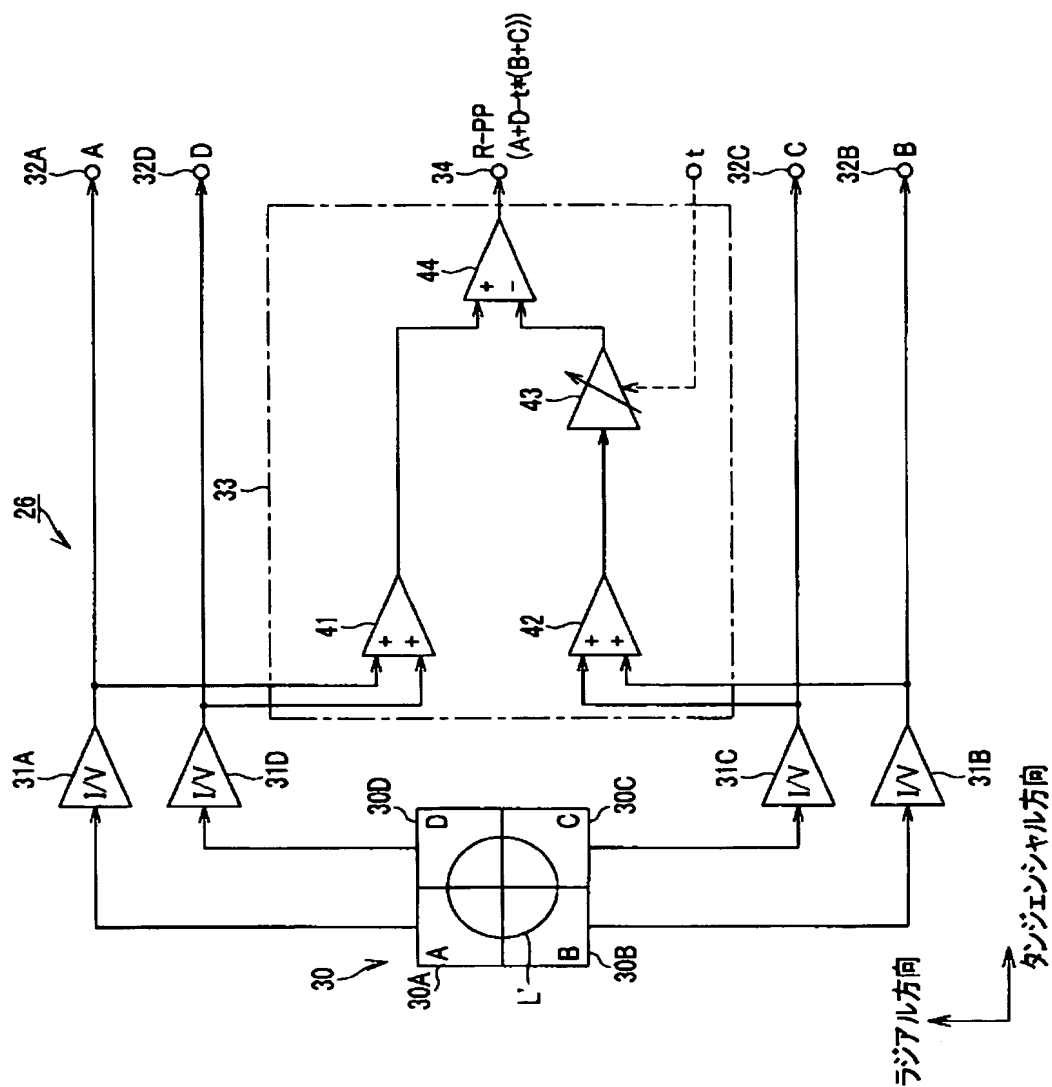 26
32A
A
32D
D
34
R-PP
(A+D-t*(B+C))
t
32C
C
32B
B
33
44
+
-
43
41
+
+
42
+
+
31A
I/V
31D
I/V
31C
I/V
31B
I/V
30
30A
A
30D
D
30B
B
30C
C
L'
ラジアル方向
タンジェンシャル方向